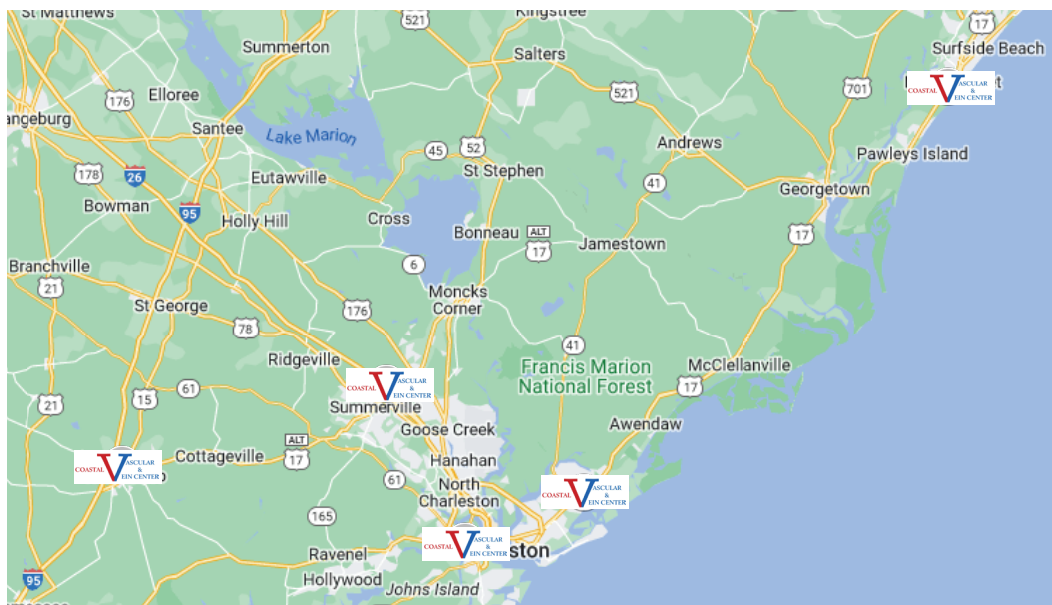 St Matthews
Kingstree
521
17
Summerton
Salters
Surfside Beach
176
Elloree
521
701
COASTAL VASCULAR & VEIN CENTER
angeburg
Santee
Lake Marion
45
52
Andrews
Pawleys Island
178
26
Eutawville
St Stephen
41
Georgetown
Bowman
95
Holly Hill
Cross
Bonneau
ALT
17
Jamestown
17
Branchville
6
21
St George
176
Moncks
Corner
78
Ridgeville
41
Francis Marion
National Forest
McClellanville
17
61
COASTAL VASCULAR & VEIN CENTER
21
15
Summerville
Goose Creek
Awendaw
ALT
17
Cottageville
Hanahan
COASTAL VASCULAR & VEIN CENTER
61
North
Charleston
COASTAL VASCULAR & VEIN CENTER
165
COASTAL VASCULAR & VEIN CENTER
ston
Ravenel
95
Hollywood
Johns Island